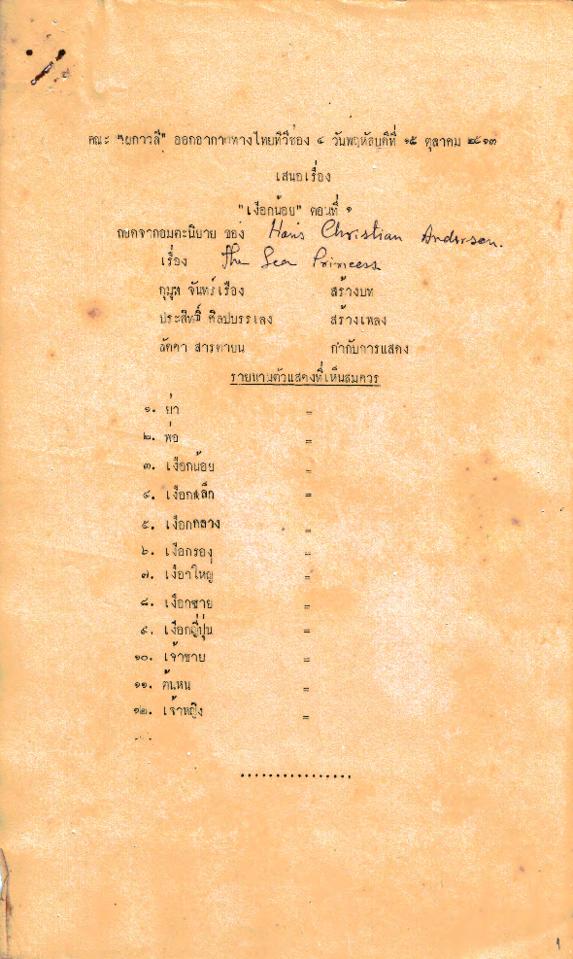 คณะ "ชยกาวลี" ออกอากาศทางไทยทีวีช่อง ๔ วันพฤหัสบดีที่ ๑๕ ตุลาคม ๒๕๑๓
เสนอเรื่อง
"เงือกน้อย" ตอนที่ ๑
ถอดจากอมตะนิยาย ของ Hans Christian Andersen.
เรื่อง The Sea Princess
กุมุท จันทร์เรือง สร้างบท
ประสิทธิ์ ศิลปบรรเลง สร้างเพลง
อัคคา สารตายน กำกับการแสดง
รายนามตัวแสดงที่เห็นสมควร
๑. ย่า =
๒. พ่อ =
๓. เงือกน้อย =
๔. เงือกเล็ก =
๕. เงือกกลาง =
๖. เงือกรอง =
๗. เงือกใหญ่ =
๘. เงือกชาย =
๙. เงือกญี่ปุ่น =
๑๐. เจ้าชาย =
๑๑. ต้นหน =
๑๒. เจ้าหญิง =
................
1